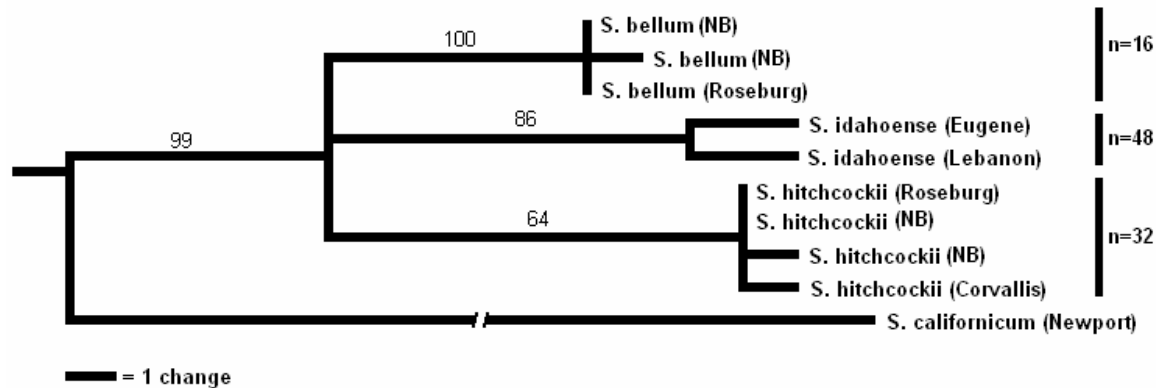 S. bellum (NB)
100
n=16
S. bellum (NB)
S. bellum (Roseburg)
86
S. idahoense (Eugene)
99
n=48
S. idahoense (Lebanon)
S. hitchcockii (Roseburg)
64
S. hitchcockii (NB)
n=32
S. hitchcockii (NB)
S. hitchcockii (Corvallis)
S. californicum (Newport)
= 1 change